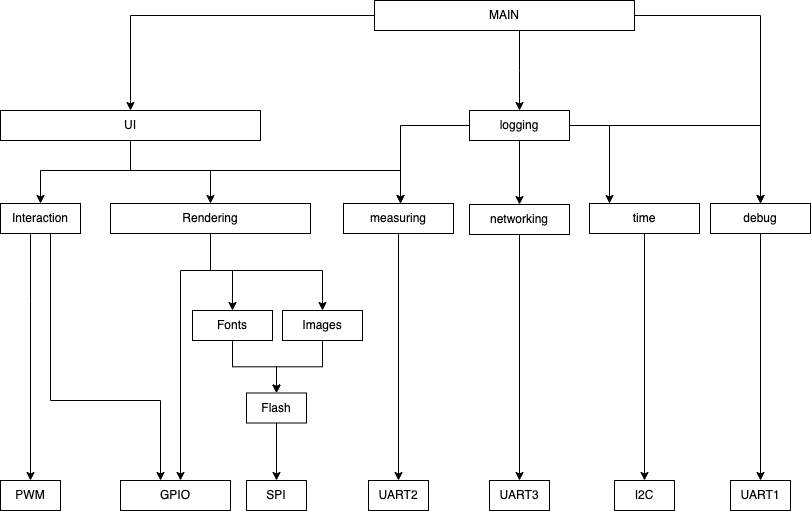 MAIN
UI
logging
Interaction
Rendering
measuring
networking
time
debug
Fonts
Images
Flash
PWM
GPIO
SPI
UART2
UART3
I2C
UART1